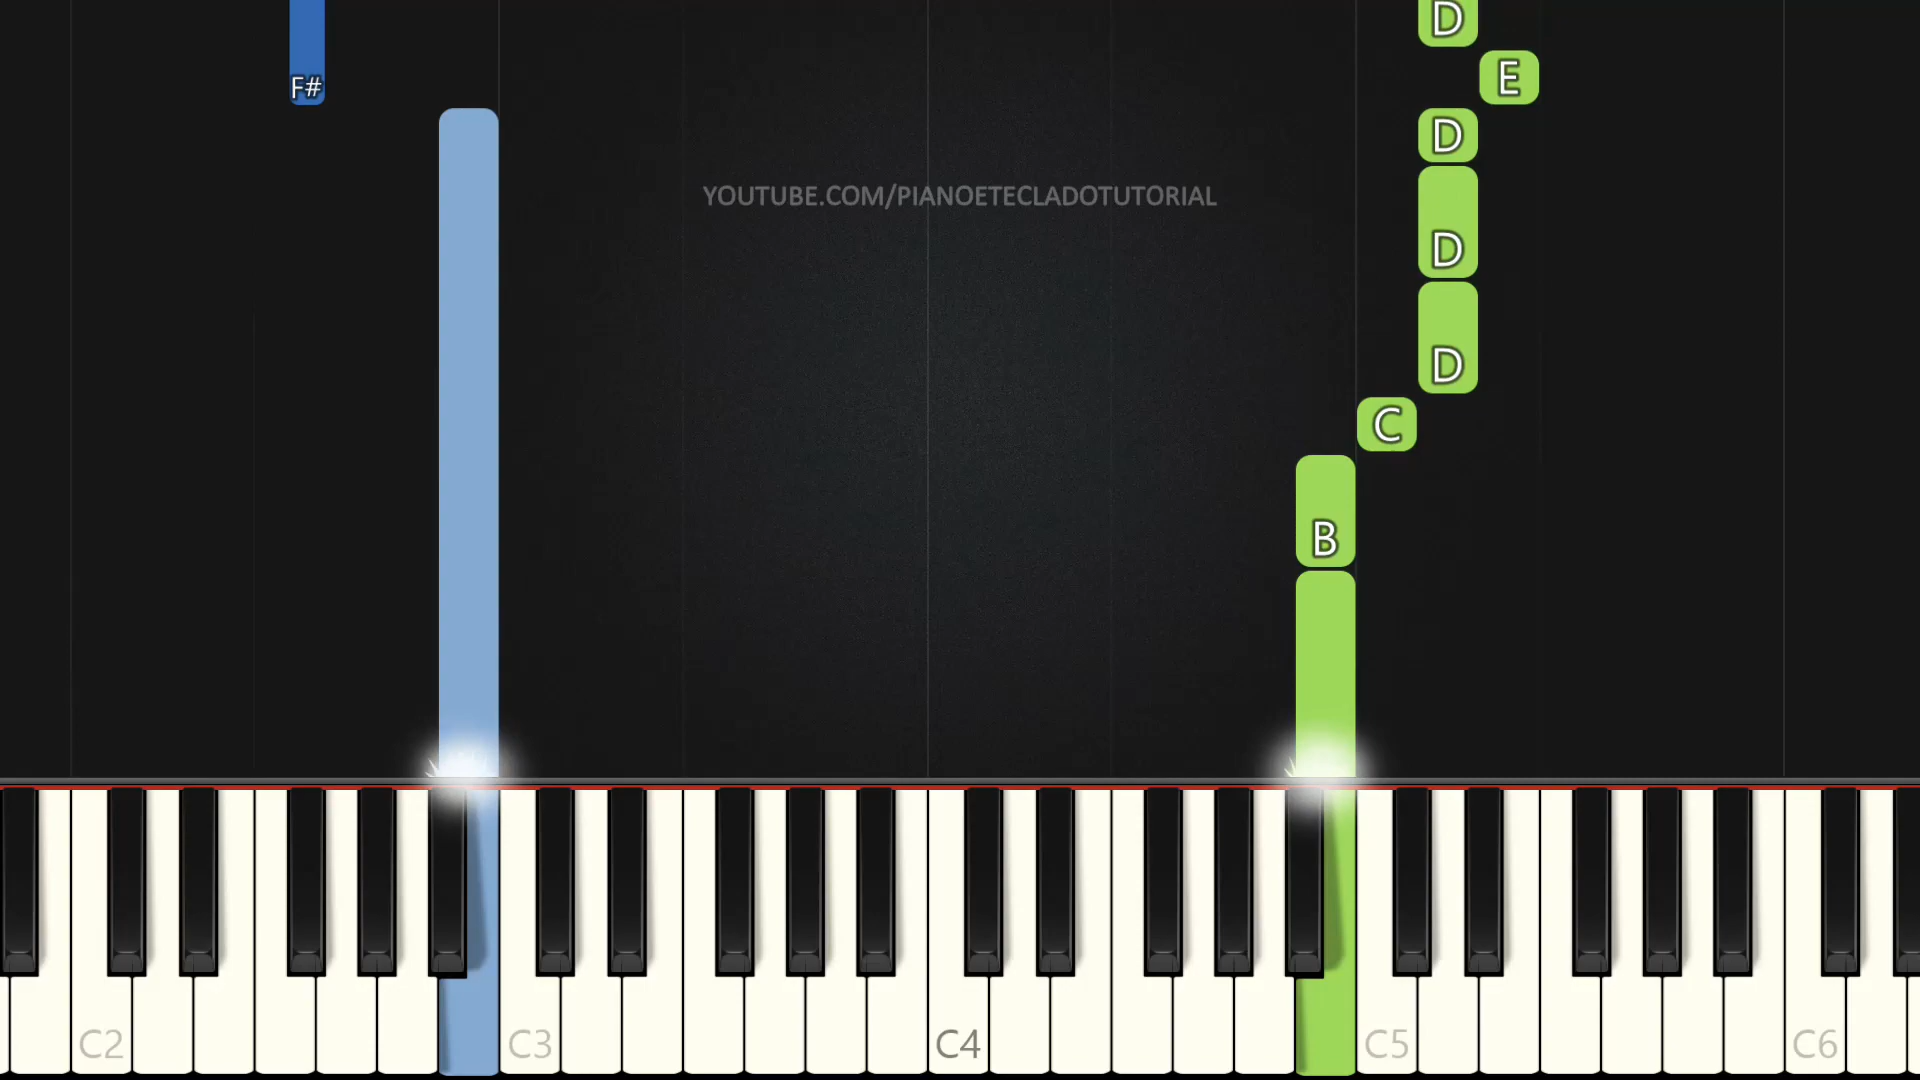 D
E
F#
D
YOUTUBE.COM/PIANOETECLADOTUTORIAL
D
D
C
B
C2 C3 C4 C5 C6